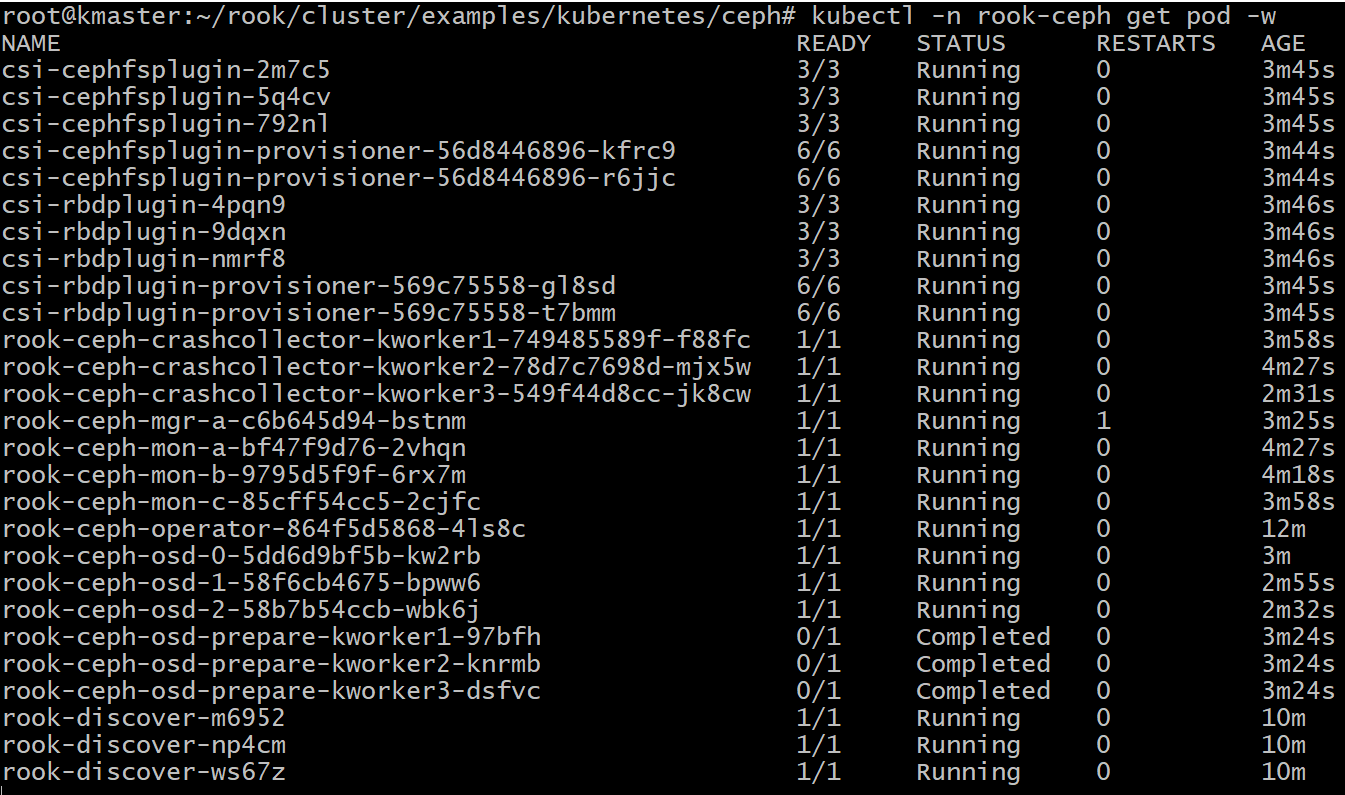 root@kmaster:~/rook/cluster/examples/kubernetes/ceph# kubectl -n rook-ceph get pod -w
NAME READY STATUS RESTARTS AGE
csi-cephfsplugin-2m7c5 3/3 Running 0 3m45s
csi-cephfsplugin-5q4cv 3/3 Running 0 3m45s
csi-cephfsplugin-792nl 3/3 Running 0 3m45s
csi-cephfsplugin-provisioner-56d8446896-kfrc9 6/6 Running 0 3m44s
csi-cephfsplugin-provisioner-56d8446896-r6jjc 6/6 Running 0 3m44s
csi-rbdplugin-4pqn9 3/3 Running 0 3m46s
csi-rbdplugin-9dqxn 3/3 Running 0 3m46s
csi-rbdplugin-nmrf8 3/3 Running 0 3m46s
csi-rbdplugin-provisioner-569c75558-gl8sd 6/6 Running 0 3m45s
csi-rbdplugin-provisioner-569c75558-t7bmm 6/6 Running 0 3m45s
rook-ceph-crashcollector-kworker1-749485589f-f88fc 1/1 Running 0 3m58s
rook-ceph-crashcollector-kworker2-78d7c7698d-mjx5w 1/1 Running 0 4m27s
rook-ceph-crashcollector-kworker3-549f44d8cc-jk8cw 1/1 Running 0 2m31s
rook-ceph-mgr-a-c6b645d94-bstnm 1/1 Running 1 3m25s
rook-ceph-mon-a-bf47f9d76-2vhqn 1/1 Running 0 4m27s
rook-ceph-mon-b-9795d5f9f-6rx7m 1/1 Running 0 4m18s
rook-ceph-mon-c-85cff54cc5-2cjfc 1/1 Running 0 3m58s
rook-ceph-operator-864f5d5868-4ls8c 1/1 Running 0 12m
rook-ceph-osd-0-5dd6d9bf5b-kw2rb 1/1 Running 0 3m
rook-ceph-osd-1-58f6cb4675-bpww6 1/1 Running 0 2m55s
rook-ceph-osd-2-58b7b54ccb-wbk6j 1/1 Running 0 2m32s
rook-ceph-osd-prepare-kworker1-97bfh 0/1 Completed 0 3m24s
rook-ceph-osd-prepare-kworker2-knrmb 0/1 Completed 0 3m24s
rook-ceph-osd-prepare-kworker3-dsfvc 0/1 Completed 0 3m24s
rook-discover-m6952 1/1 Running 0 10m
rook-discover-np4cm 1/1 Running 0 10m
rook-discover-ws67z 1/1 Running 0 10m